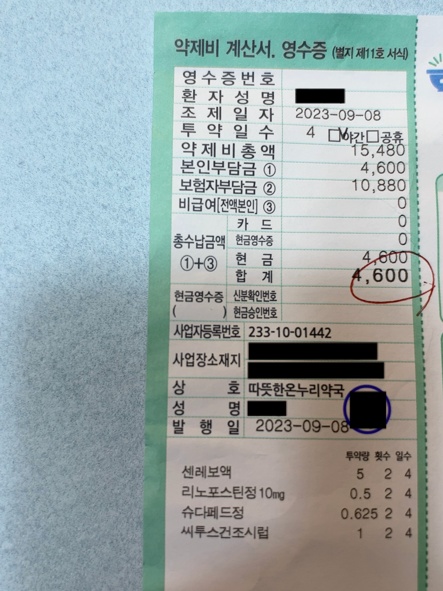 약제비 계산서. 영수증 (별지 제11호 서식)
영수증번호
환자성명
조제일자 2023-09-08
투약일수 4 □야간□공휴
약제비총액 15,480
본인부담금① 4,600
보험자부담금② 10,880
비급여[전액본인]③ 0
총수납금액 ①+③
카드 0
현금영수증 0
현금 4,600
합계 4,600
현금영수증 ( )
신분확인번호
현금승인번호
사업자등록번호 233-10-01442
사업장소재지
상호 따뜻한온누리약국
성명
발행일 2023-09-08
투약량 횟수 일수
센레보액 5 2 4
리노포스틴정10mg 0.5 2 4
슈다페드정 0.625 2 4
씨투스건조시럽 1 2 4